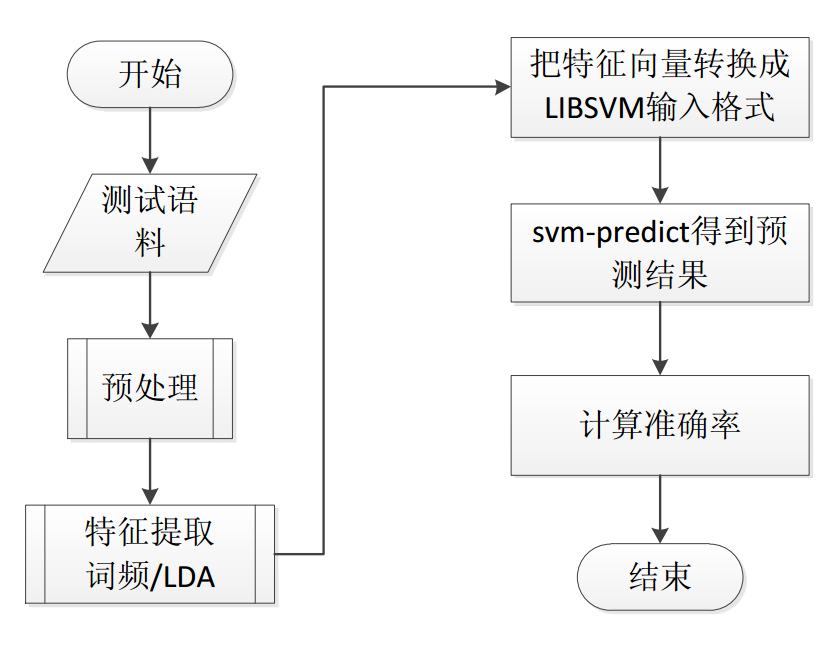 开始
测试语
料
预处理
特征提取
词频/LDA
把特征向量转换成
LIBSVM输入格式
svm-predict得到预
测结果
计算准确率
结束